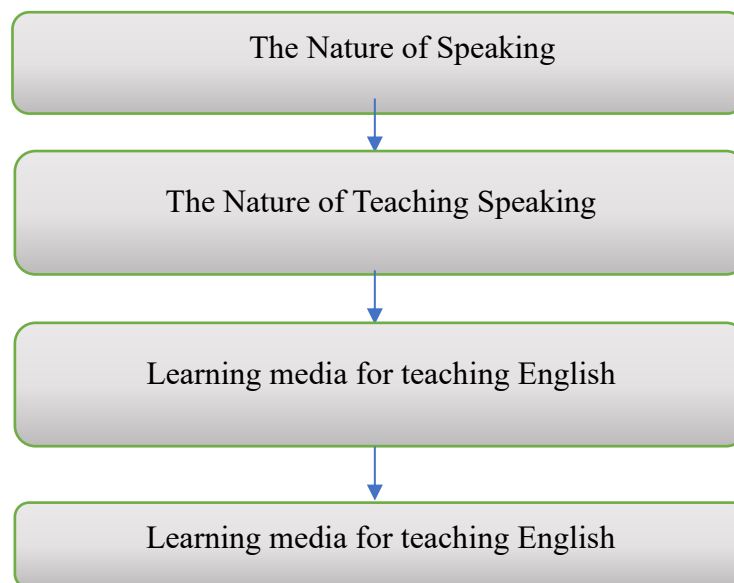 The Nature of Speaking
The Nature of Teaching Speaking
Learning media for teaching English
Learning media for teaching English